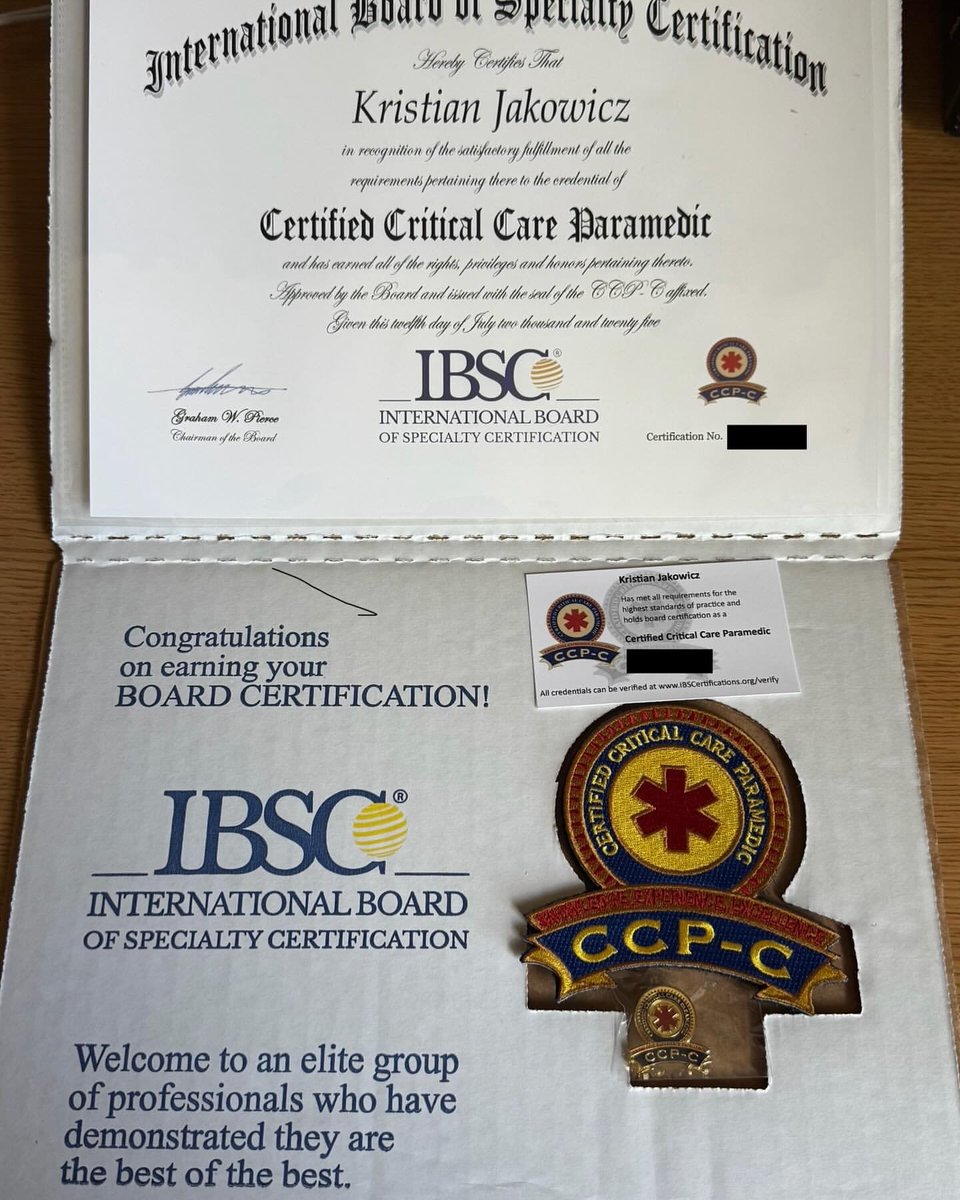 International Board of Specialty Certification
Hereby Certifies That
Kristian Jakowicz
in recognition of the satisfactory fulfillment of all the
requirements pertaining there to the credential of
Certified Critical Care Paramedic
and has earned all of the rights, privileges and honors pertaining thereto.
Approved by the Board and issued with the seal of the CCP-C affixed.
Given this twelfth day of July two thousand and twenty five
Graham W. Pierce
Chairman of the Board
IBSC®
INTERNATIONAL BOARD
OF SPECIALTY CERTIFICATION
CCP-C
Certification No.
Kristian Jakowicz
Has met all requirements for the
highest standards of practice and
holds board certification as a
Certified Critical Care Paramedic
CCP-C
All credentials can be verified at www.IBSCertifications.org/verify
Congratulations
on earning your
BOARD CERTIFICATION!
IBSC®
INTERNATIONAL BOARD
OF SPECIALTY CERTIFICATION
CERTIFIED CRITICAL CARE PARAMEDIC
KNOWLEDGE, EXPERIENCE, EXCELLENCE
CCP-C
CCP-C
Welcome to an elite group
of professionals who have
demonstrated they are
the best of the best.